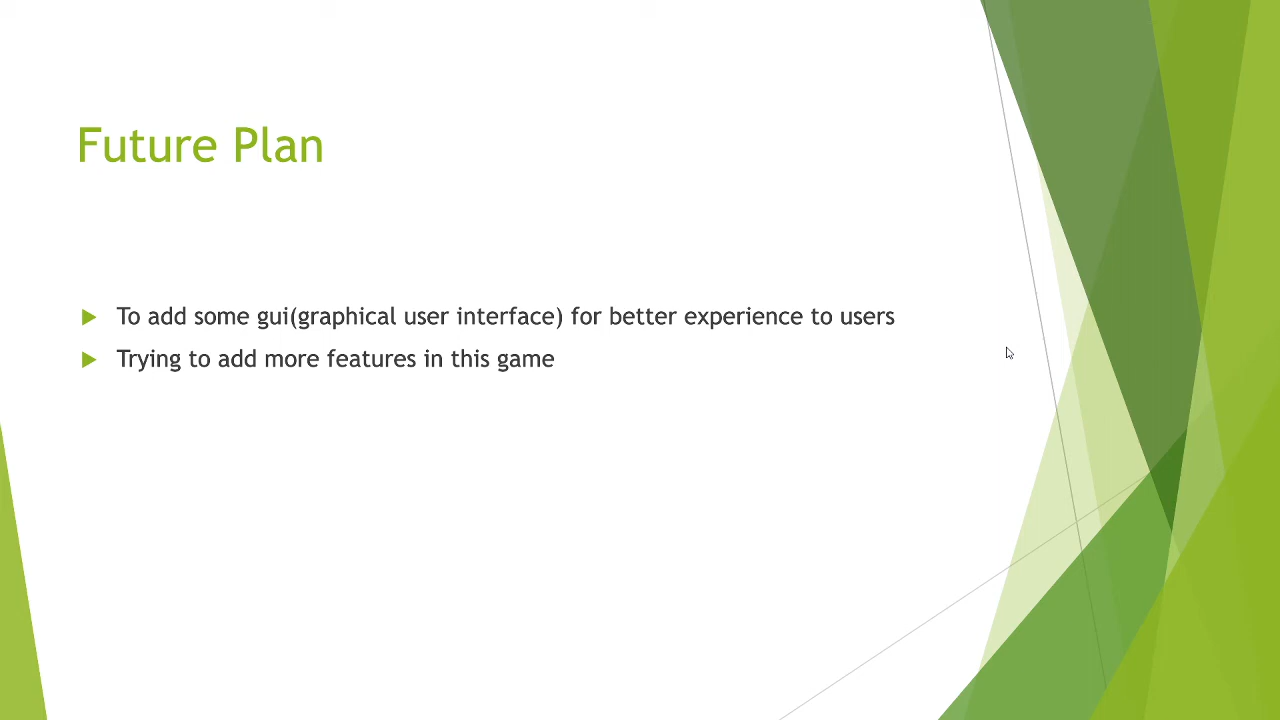 Future Plan
To add some gui(graphical user interface) for better experience to users
Trying to add more features in this game